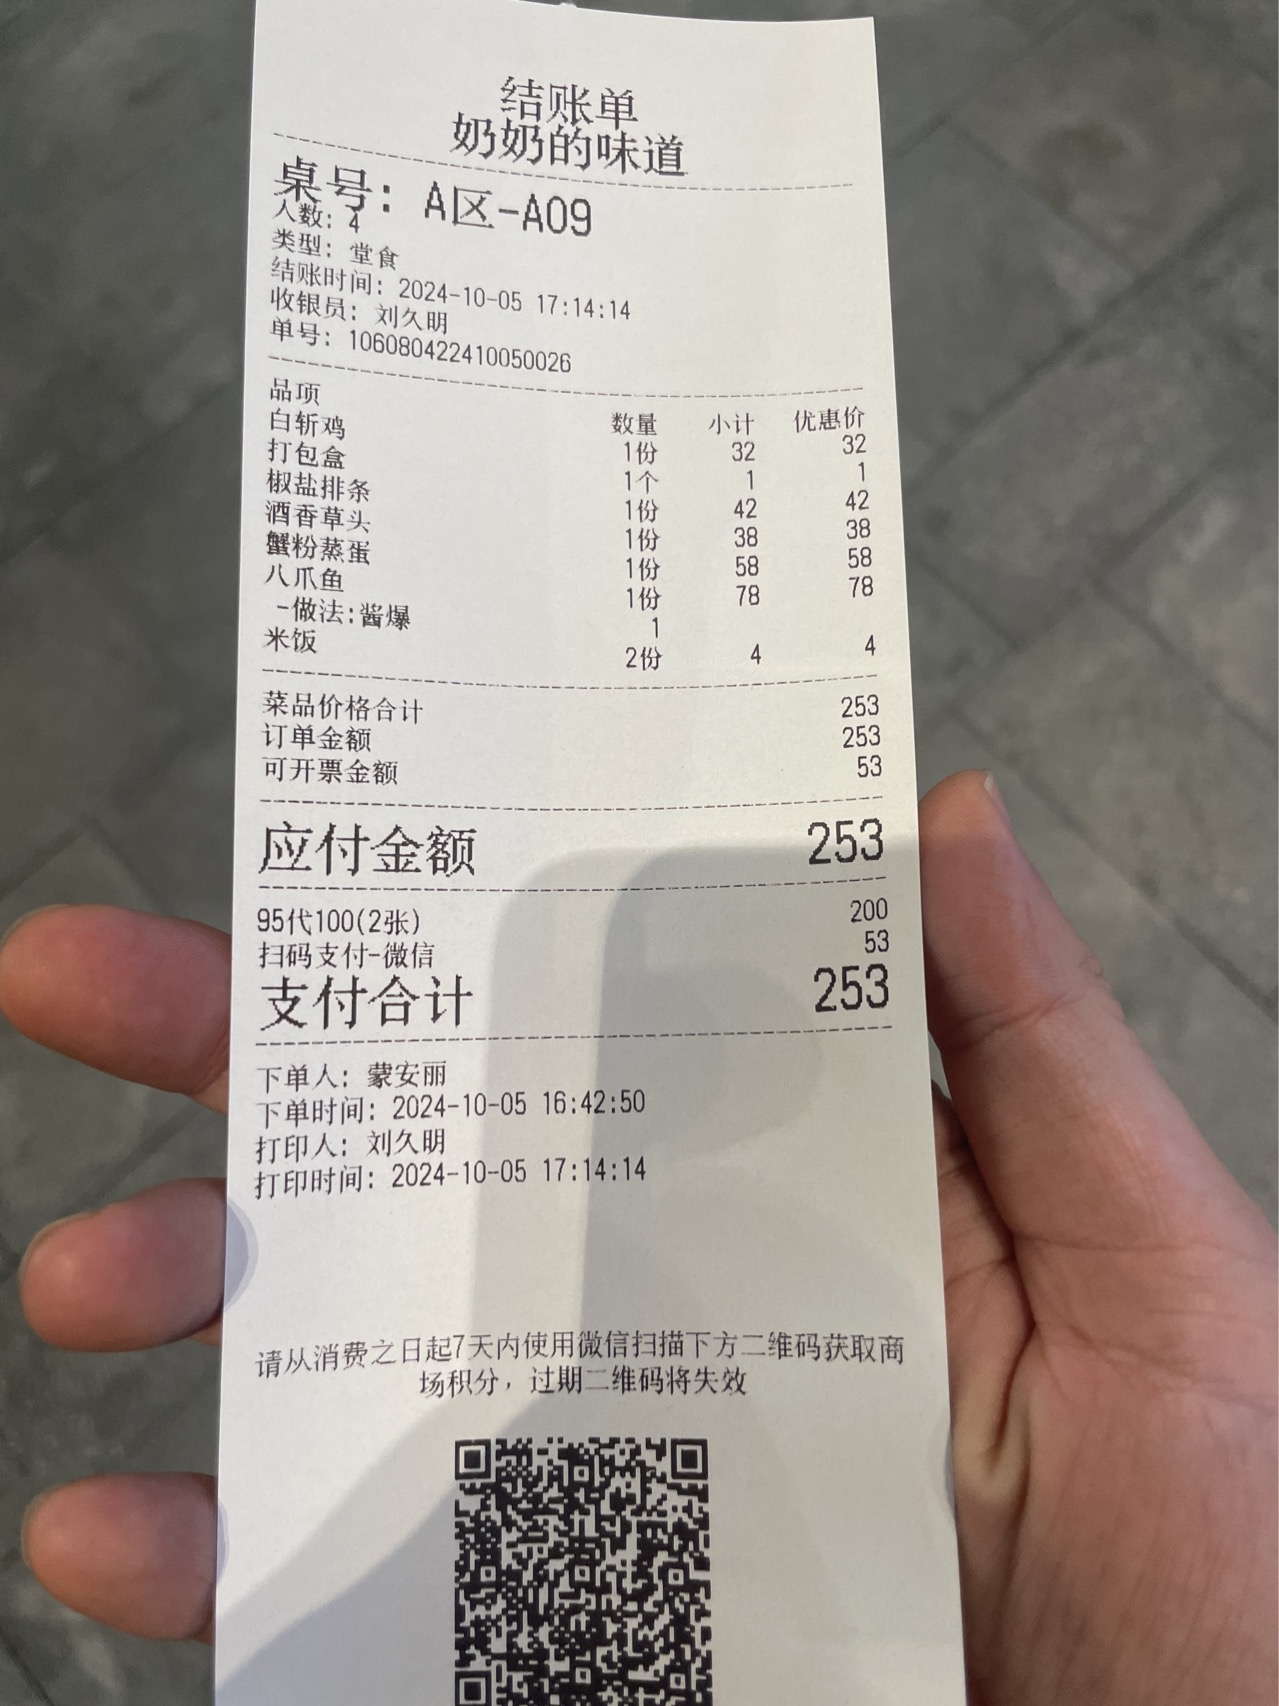 结账单
奶奶的味道
桌号: A区-A09
人数: 4
类型: 堂食
结账时间: 2024-10-05 17:14:14
收银员: 刘久明
单号: 106080422410050026
品项 数量 小计 优惠价
白斩鸡 1份 32 32
打包盒 1个 1 1
椒盐排条 1份 42 42
酒香草头 1份 38 38
蟹粉蒸蛋 1份 58 58
八爪鱼 1份 78 78
-做法:酱爆 1
米饭 2份 4 4
菜品价格合计 253
订单金额 253
可开票金额 53
应付金额 253
95代100(2张) 200
扫码支付-微信 53
支付合计 253
下单人: 蒙安丽
下单时间: 2024-10-05 16:42:50
打印人: 刘久明
打印时间: 2024-10-05 17:14:14
请从消费之日起7天内使用微信扫描下方二维码获取商
场积分，过期二维码将失效